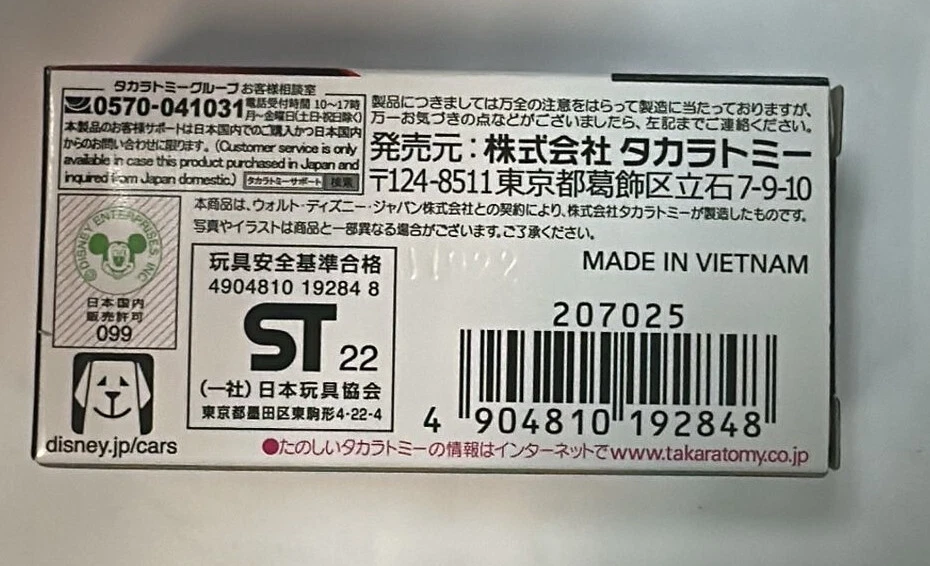 タカラトミーグループ お客様相談室
0570-041031 電話受付時間 10〜17時
月〜金曜日(土日・祝日除く)
本製品のお客様サポートは日本国内でのご購入かつ日本国内
からのお問い合わせに限ります。(Customer service is only
available in case this product purchased in Japan and
inquired from Japan domestic.) タカラトミーサポート 検索
製品につきましては万全の注意をはらって製造に当たっておりますが、
万一お気づきの点などがございましたら、左記までご連絡ください。
発売元：株式会社 タカラトミー
〒124-8511 東京都葛飾区立石 7-9-10
本商品は、ウォルト・ディズニー・ジャパン株式会社との契約により、株式会社タカラトミーが製造したものです。
写真やイラストは商品と一部異なる場合がございます。ご了承ください。
©DISNEY ENTERPRISES, INC.
日本国内
販売許可
099
disney.jp/cars
玩具安全基準合格
4904810 19284 8
ST 22
(一社)日本玩具協会
東京都墨田区東駒形4-22-4
MADE IN VIETNAM
207025
4 904810 192848
●たのしいタカラトミーの情報はインターネットで www.takaratomy.co.jp